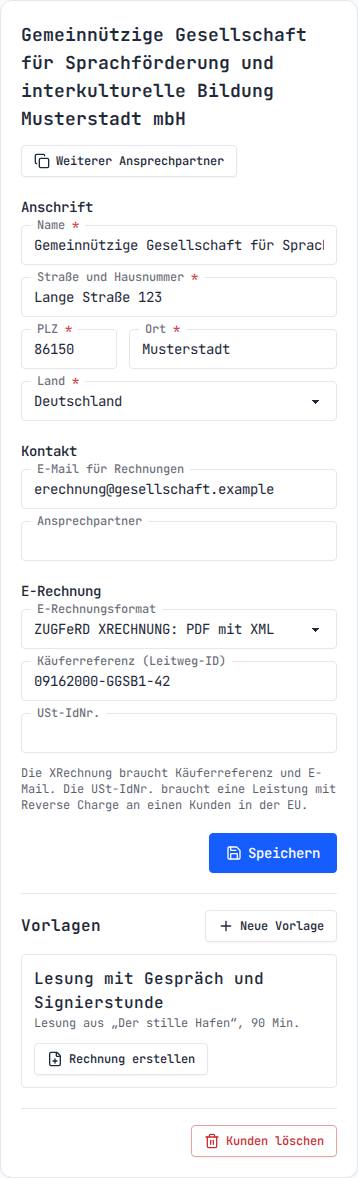 Gemeinnützige Gesellschaft
für Sprachförderung und
interkulturelle Bildung
Musterstadt mbH
Weiterer Ansprechpartner
Anschrift
Name *
Gemeinnützige Gesellschaft für Sprach
Straße und Hausnummer *
Lange Straße 123
PLZ *
Ort *
86150
Musterstadt
Land *
Deutschland
Kontakt
E-Mail für Rechnungen
erechnung@gesellschaft.example
Ansprechpartner
E-Rechnung
E-Rechnungsformat
ZUGFeRD XRECHNUNG: PDF mit XML
Käuferreferenz (Leitweg-ID)
09162000-GGSB1-42
USt-IdNr.
Die XRechnung braucht Käuferreferenz und E-
Mail. Die USt-IdNr. braucht eine Leistung mit
Reverse Charge an einen Kunden in der EU.
Speichern
Vorlagen
Neue Vorlage
Lesung mit Gespräch und
Signierstunde
Lesung aus „Der stille Hafen“, 90 Min.
Rechnung erstellen
Kunden löschen